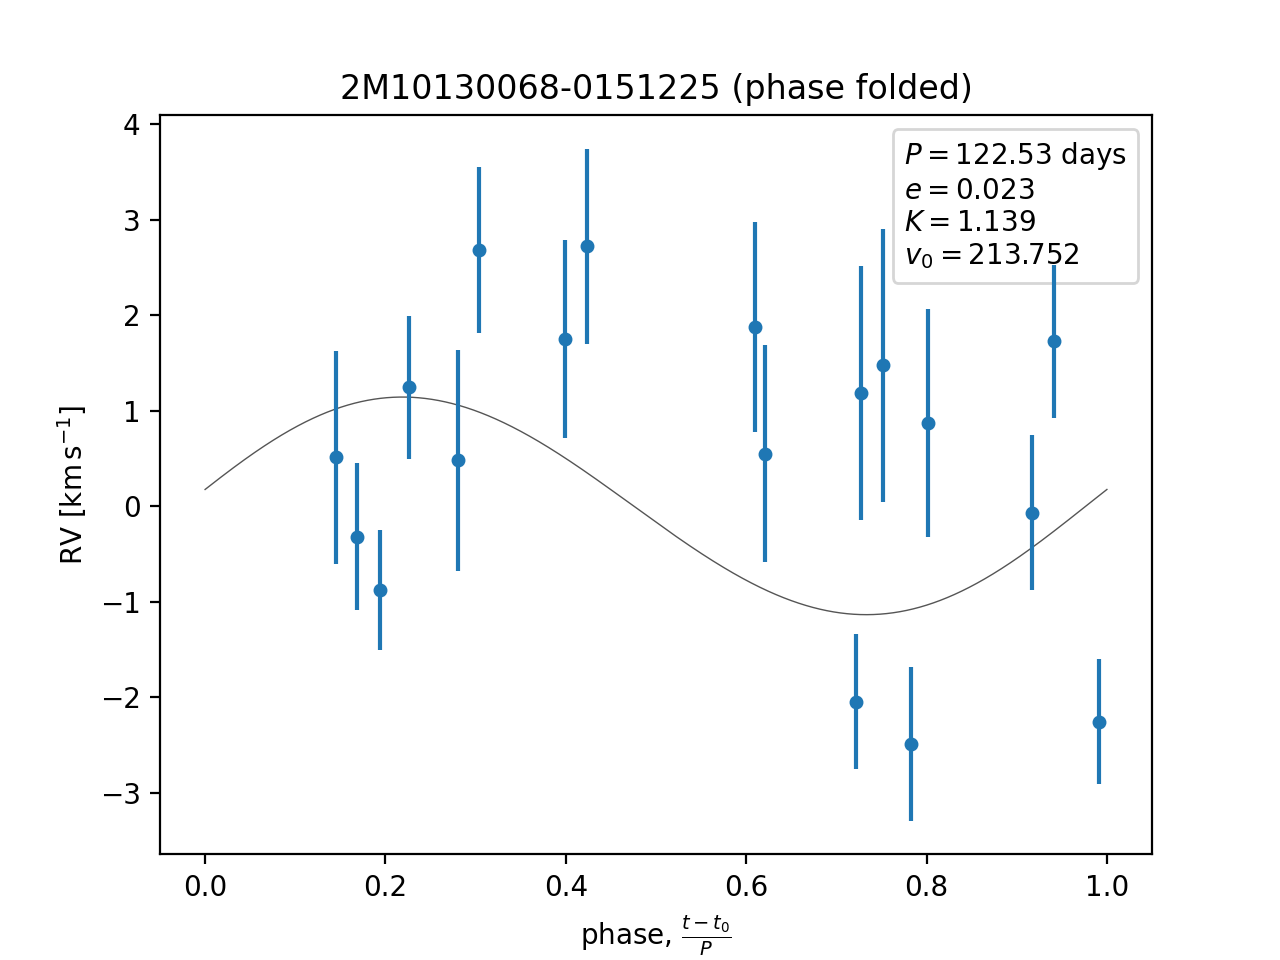 2M10130068-0151225 (phase folded)
P = 122.53 days
e = 0.023
K = 1.139
v₀ = 213.752
4
3
2
1
0
−1
−2
−3
RV [km s⁻¹]
0.0 0.2 0.4 0.6 0.8 1.0
phase, (t − t₀)/P